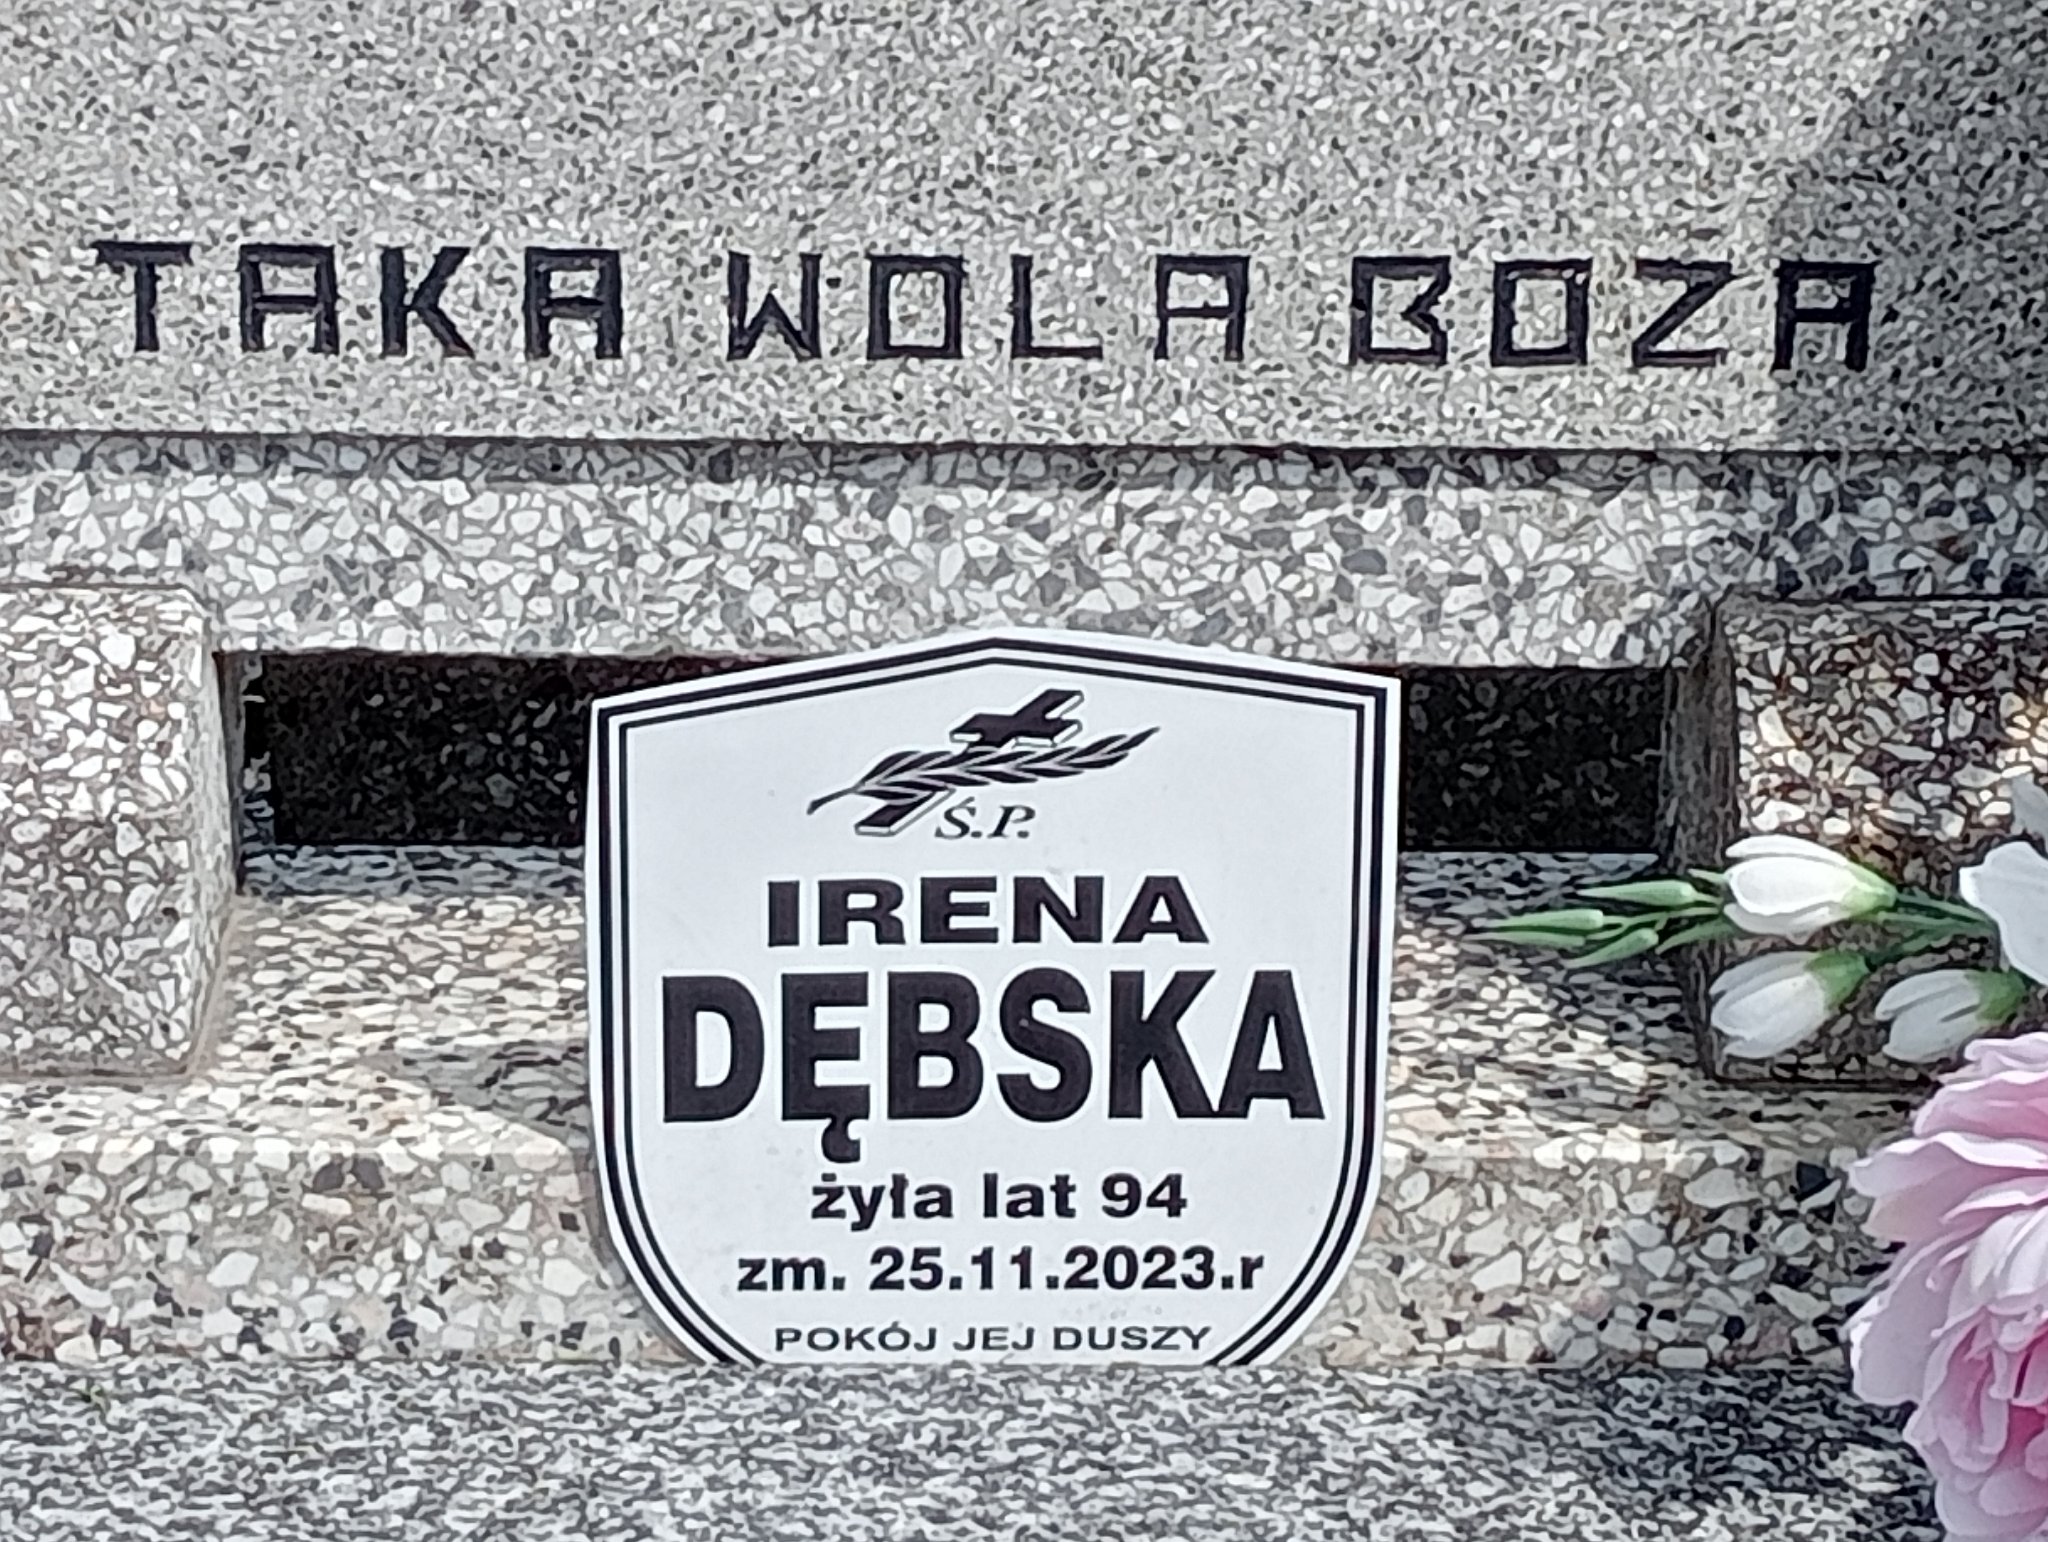 TAKA WOLA BOZA
Ś.P.
IRENA
DĘBSKA
żyła lat 94
zm. 25.11.2023.r
POKÓJ JEJ DUSZY